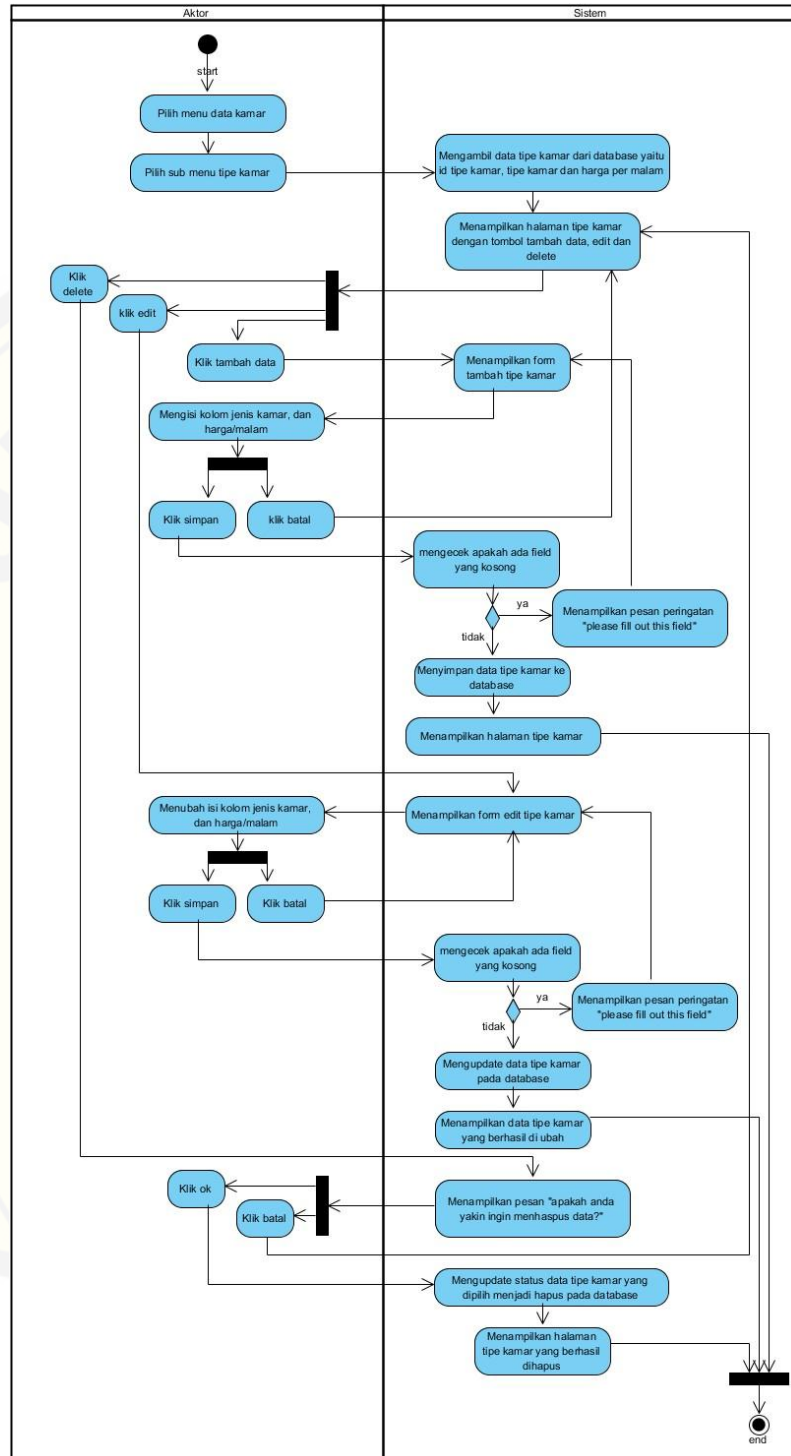 Aktor
Sistem
start
Pilih menu data kamar
Pilih sub menu tipe kamar
Mengambil data tipe kamar dari database yaitu
id tipe kamar, tipe kamar dan harga per malam
Menampilkan halaman tipe kamar
dengan tombol tambah data, edit dan
delete
Klik
delete
klik edit
Klik tambah data
Menampilkan form
tambah tipe kamar
Mengisi kolom jenis kamar, dan
harga/malam
Klik simpan
klik batal
mengecek apakah ada field
yang kosong
ya
Menampilkan pesan peringatan
"please fill out this field"
tidak
Menyimpan data tipe kamar ke
database
Menampilkan halaman tipe kamar
Menubah isi kolom jenis kamar,
dan harga/malam
Menampilkan form edit tipe kamar
Klik simpan
Klik batal
mengecek apakah ada field
yang kosong
ya
Menampilkan pesan peringatan
"please fill out this field"
tidak
Mengupdate data tipe kamar
pada database
Menampilkan data tipe kamar
yang berhasil di ubah
Klik ok
Klik batal
Menampilkan pesan "apakah anda
yakin ingin menhaspus data?"
Mengupdate status data tipe kamar yang
dipilih menjadi hapus pada database
Menampilkan halaman
tipe kamar yang berhasil
dihapus
end